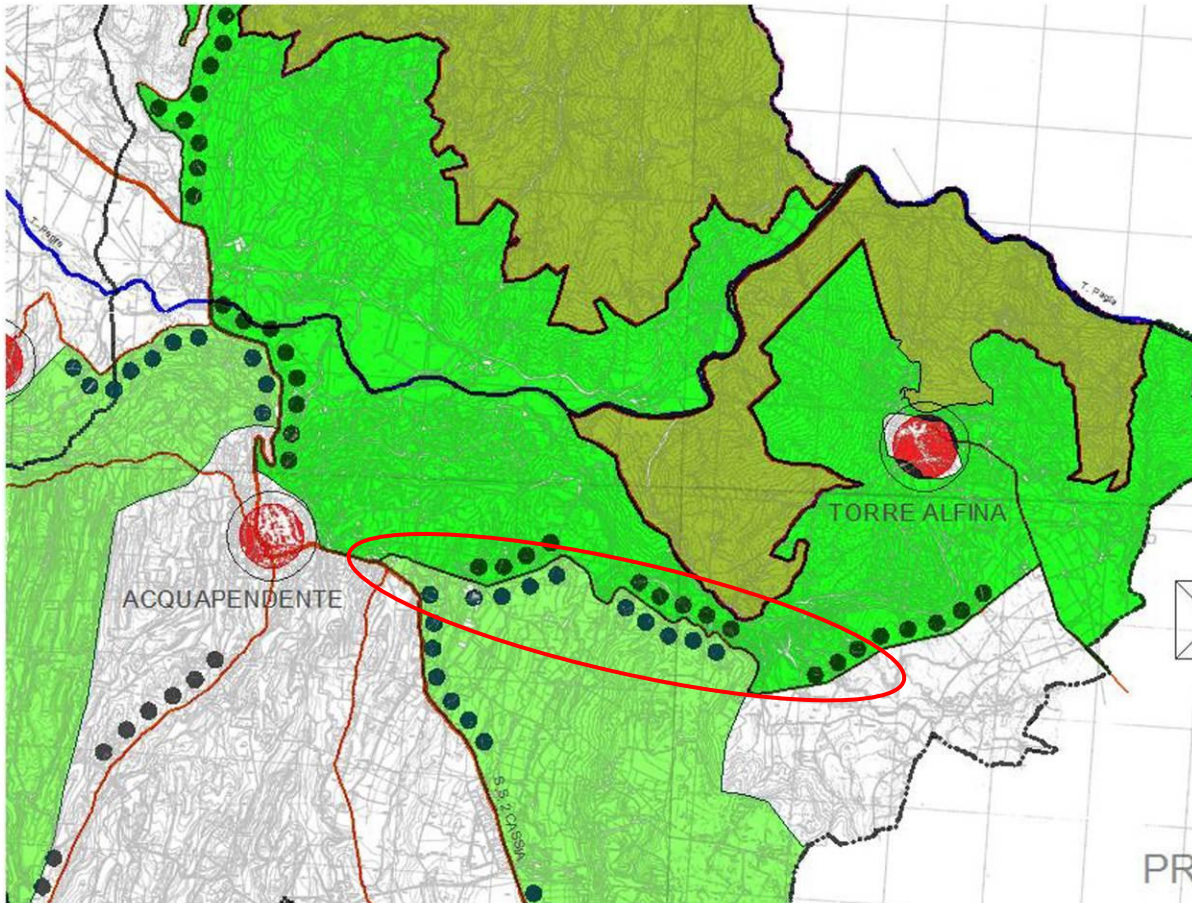 T. Paglia
T. Paglia
TORRE ALFINA
ACQUAPENDENTE
S.S. 2 CASSIA
PR